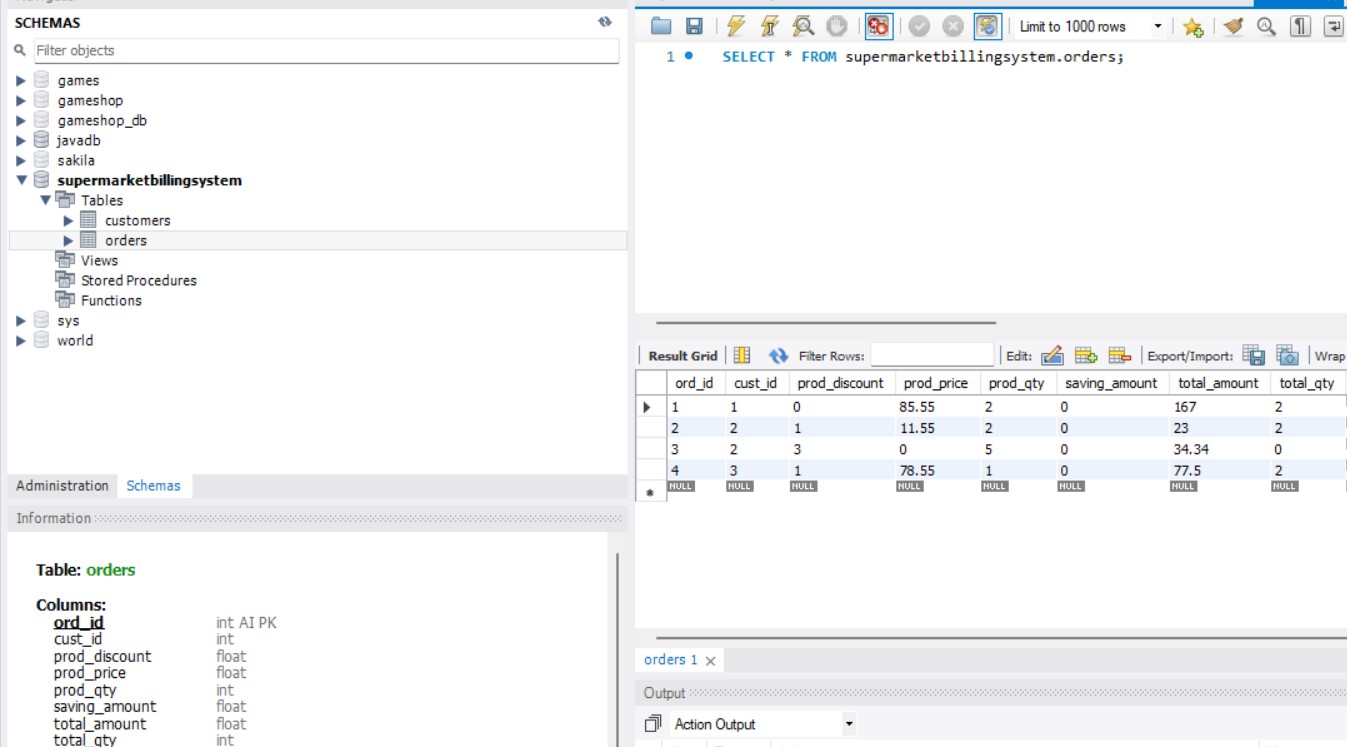 SCHEMAS
Filter objects
games
gameshop
gameshop_db
javadb
sakila
supermarketbillingsystem
Tables
customers
orders
Views
Stored Procedures
Functions
sys
world
Administration Schemas
Information
Table: orders
Columns:
ord_id int AI PK
cust_id int
prod_discount float
prod_price float
prod_qty int
saving_amount float
total_amount float
total_qty int
Limit to 1000 rows
1 SELECT * FROM supermarketbillingsystem.orders;
Result Grid Filter Rows: Edit: Export/Import: Wrap
ord_id cust_id prod_discount prod_price prod_qty saving_amount total_amount total_qty
1 1 0 85.55 2 0 167 2
2 2 1 11.55 2 0 23 2
3 2 3 0 5 0 34.34 0
4 3 1 78.55 1 0 77.5 2
NULL NULL NULL NULL NULL NULL NULL NULL
orders 1
Output
Action Output